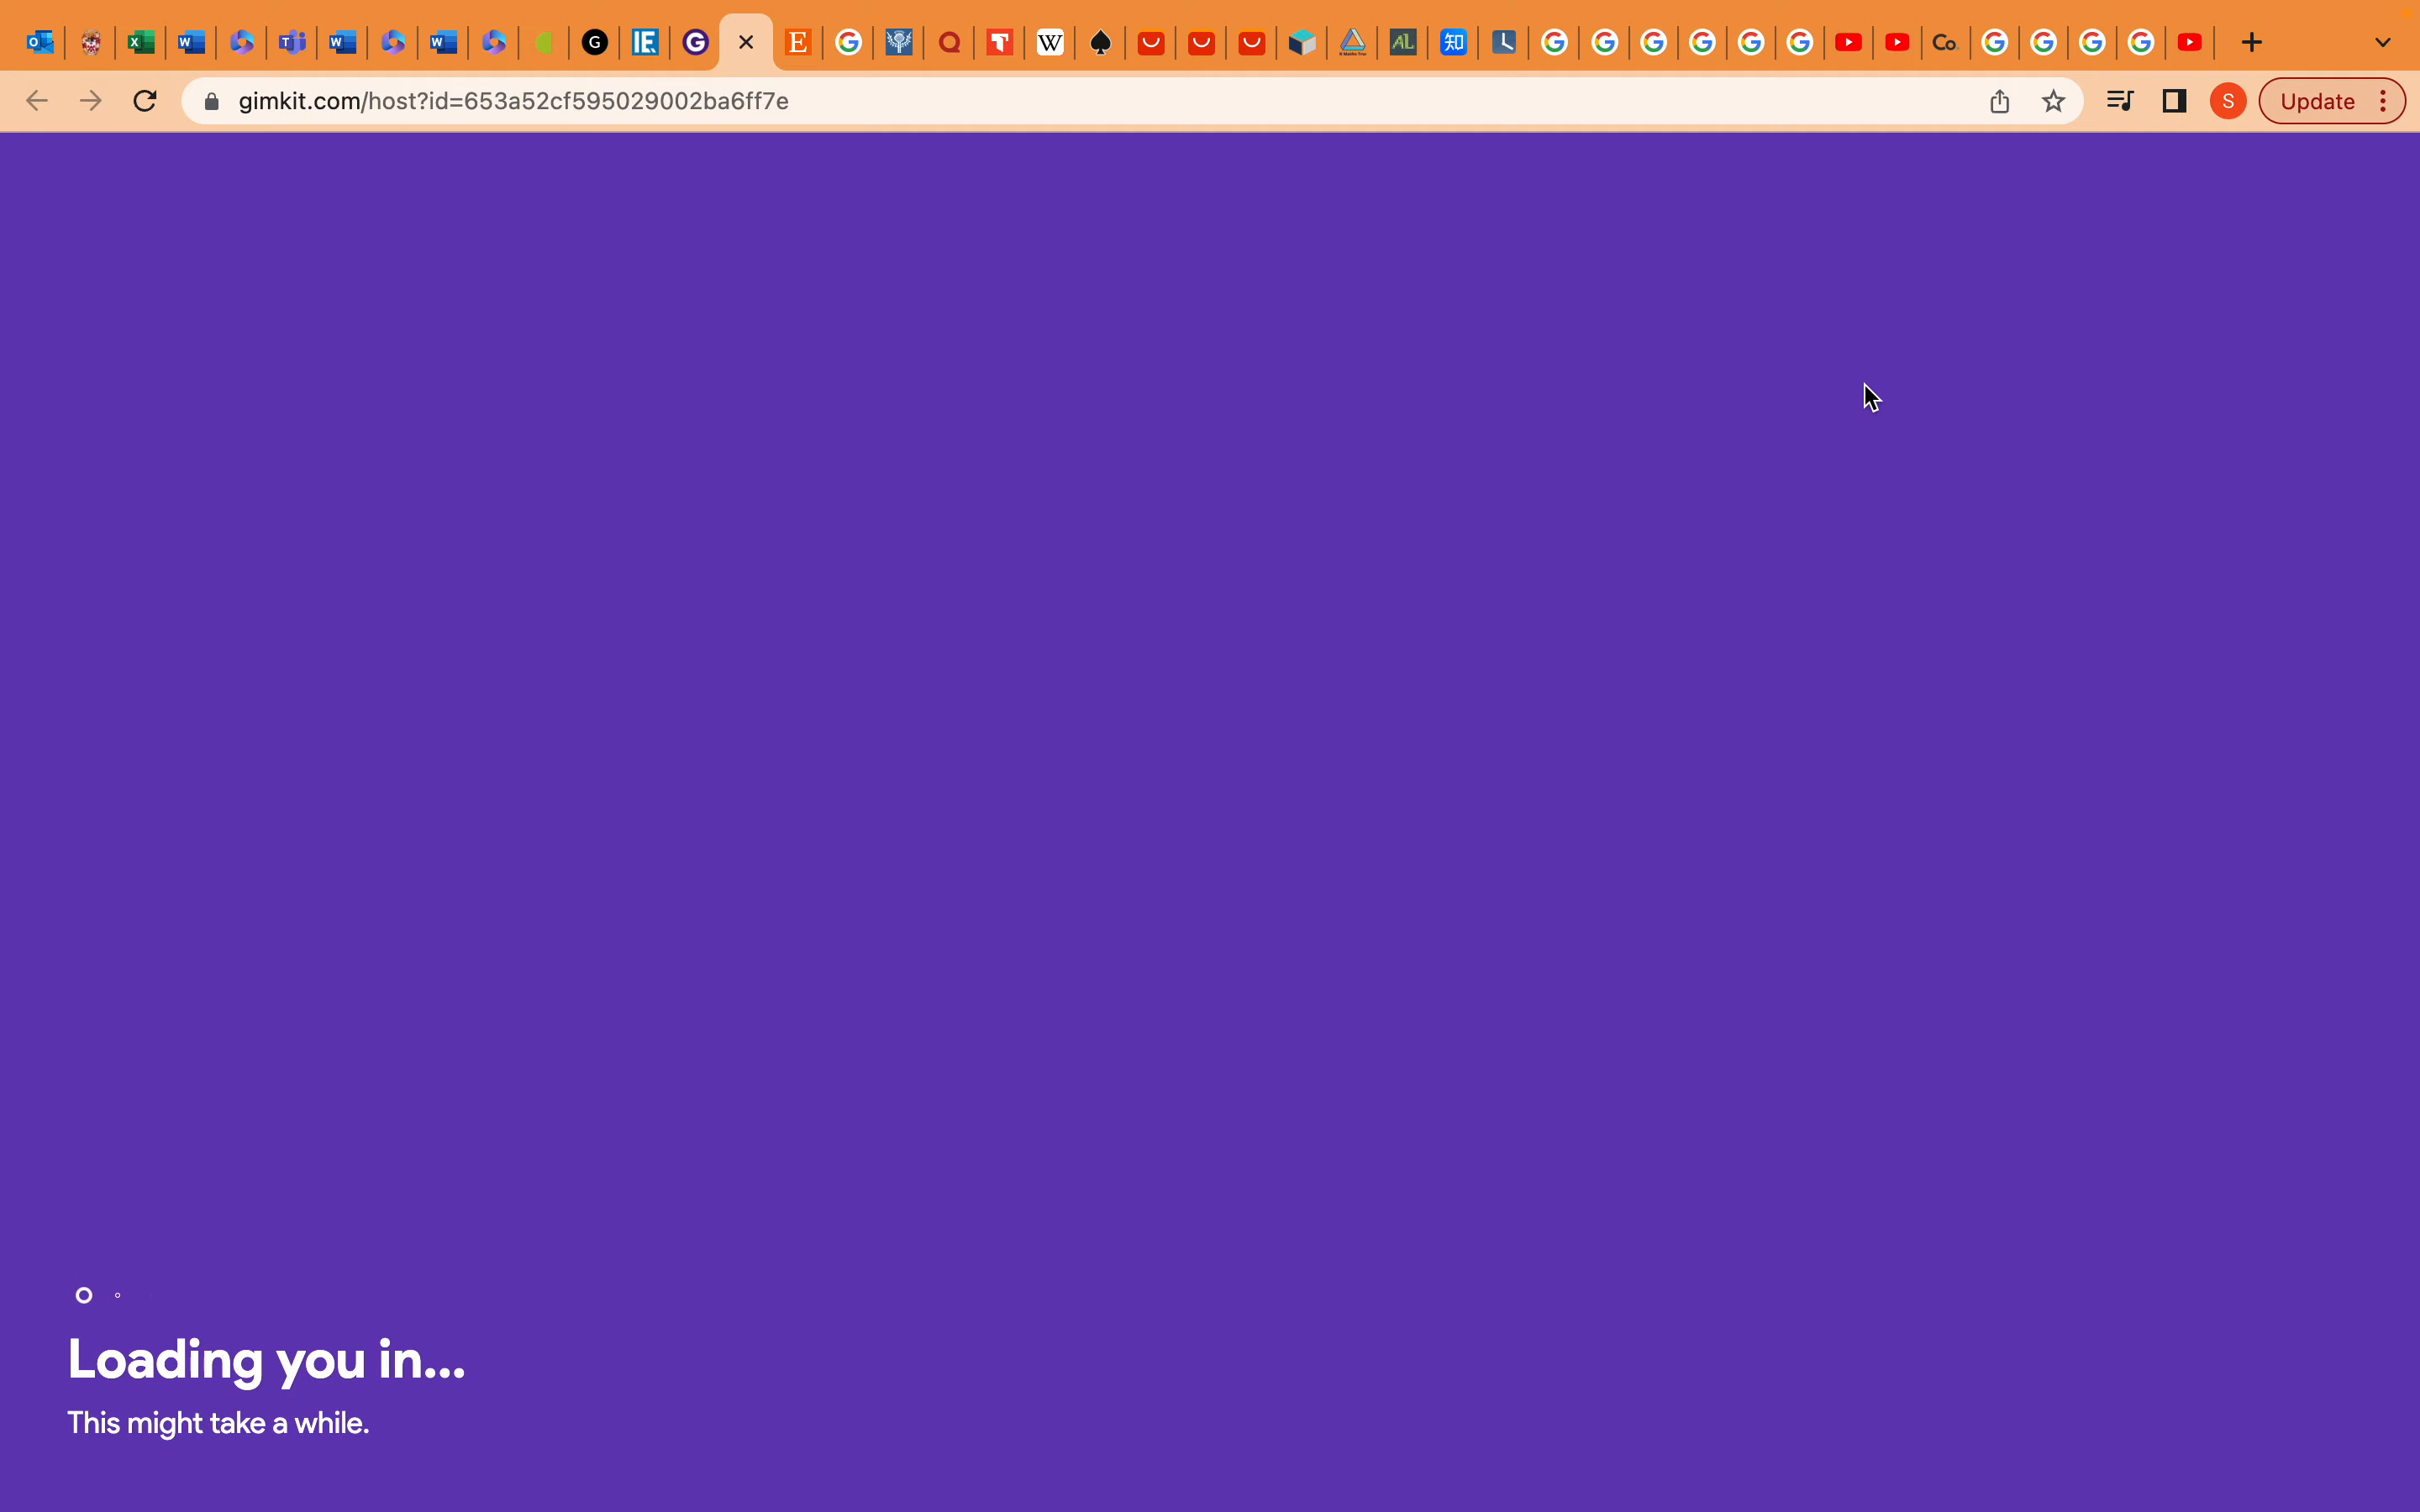 gimkit.com/host?id=653a52cf595029002ba6ff7e
S
Update
Loading you in...
This might take a while.